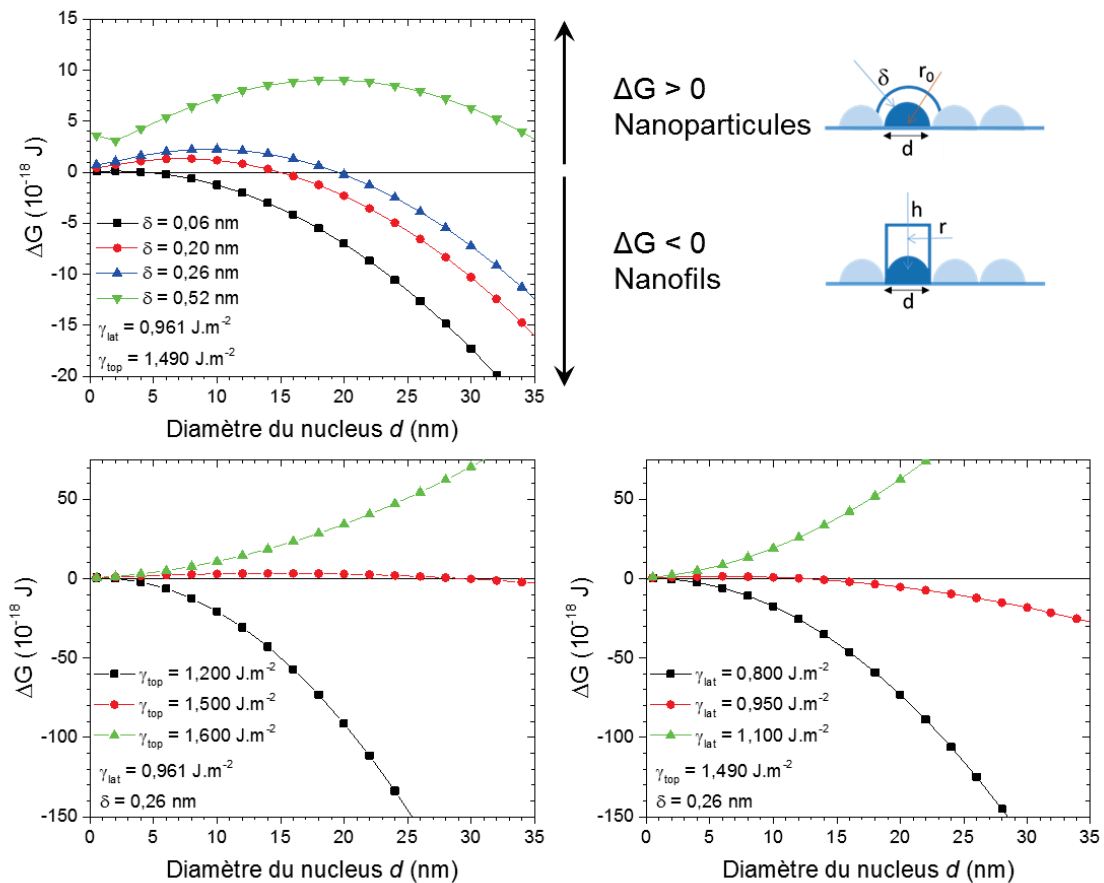 15
10
5
0
-5
-10
-15
-20
ΔG (10⁻¹⁸ J)
δ = 0,06 nm
δ = 0,20 nm
δ = 0,26 nm
δ = 0,52 nm
γlat = 0,961 J.m⁻²
γtop = 1,490 J.m⁻²
0 5 10 15 20 25 30 35
Diamètre du nucleus d (nm)
ΔG > 0
Nanoparticules
δ
r₀
d
ΔG < 0
Nanofils
h
r
d
50
0
-50
-100
-150
ΔG (10⁻¹⁸ J)
γtop = 1,200 J.m⁻²
γtop = 1,500 J.m⁻²
γtop = 1,600 J.m⁻²
γlat = 0,961 J.m⁻²
δ = 0,26 nm
0 5 10 15 20 25 30 35
Diamètre du nucleus d (nm)
50
0
-50
-100
-150
ΔG (10⁻¹⁸ J)
γlat = 0,800 J.m⁻²
γlat = 0,950 J.m⁻²
γlat = 1,100 J.m⁻²
γtop = 1,490 J.m⁻²
δ = 0,26 nm
0 5 10 15 20 25 30 35
Diamètre du nucleus d (nm)